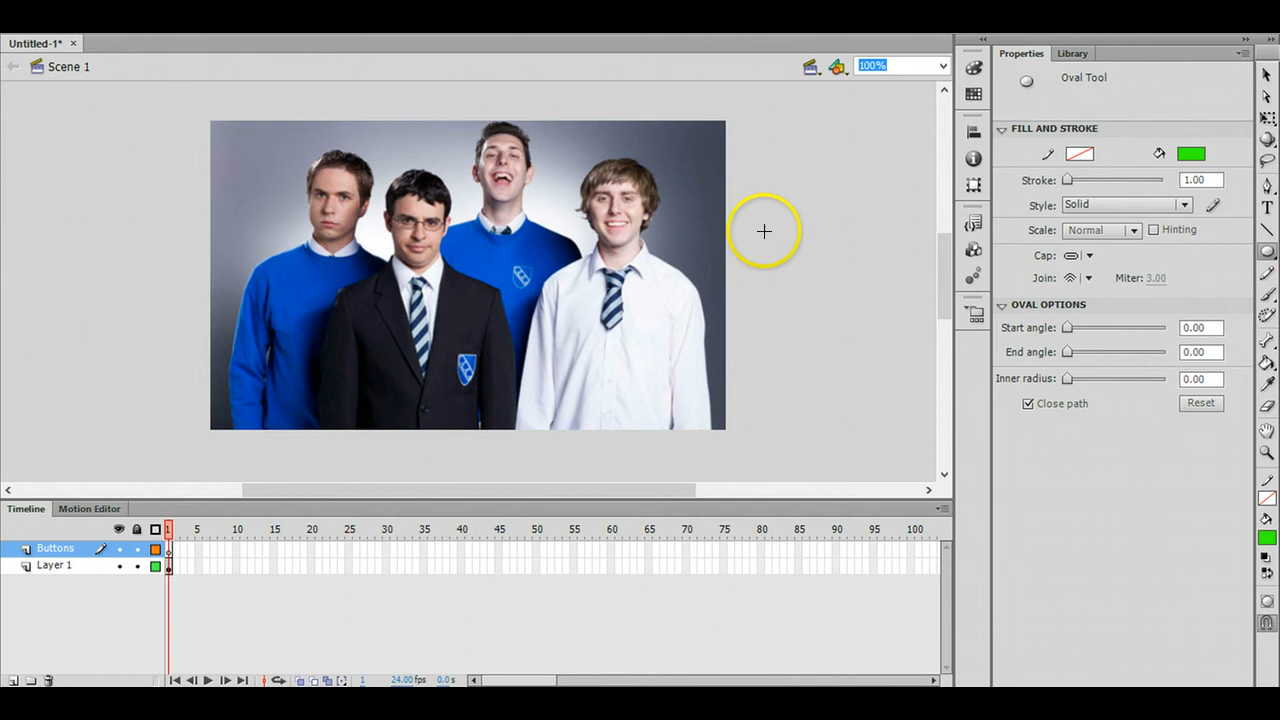 Untitled-1* ×
Scene 1
100%
Properties Library
Oval Tool
FILL AND STROKE
Stroke: 1.00
Style: Solid
Scale: Normal Hinting
Cap:
Join: Miter: 3.00
OVAL OPTIONS
Start angle: 0.00
End angle: 0.00
Inner radius: 0.00
Close path Reset
Timeline Motion Editor
1 5 10 15 20 25 30 35 40 45 50 55 60 65 70 75 80 85 90 95 100
Buttons
Layer 1
1 24.00 fps 0.0 s